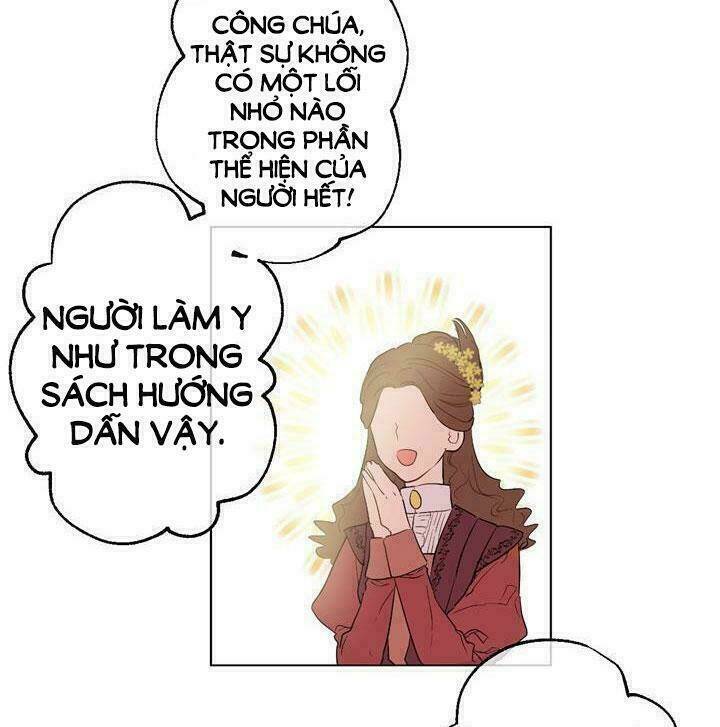 CÔNG CHÚA,
THẬT SỰ KHÔNG
CÓ MỘT LỖI
NHỎ NÀO
TRONG PHẦN
THỂ HIỆN CỦA
NGƯỜI HẾT!
NGƯỜI LÀM Y
NHƯ TRONG
SÁCH HƯỚNG
DẪN VẬY.